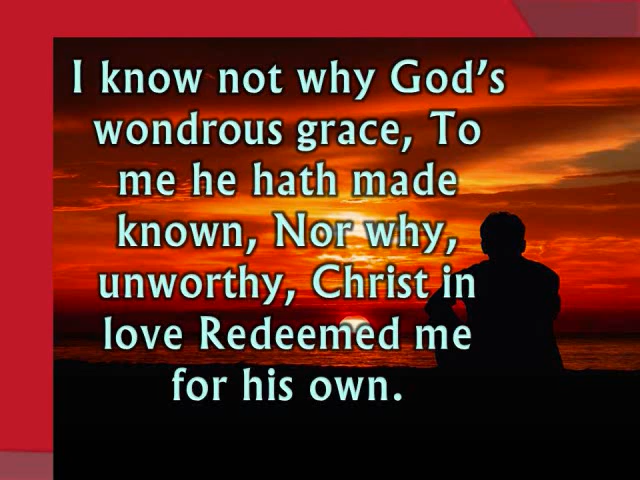 I know not why God’s
wondrous grace, To
me he hath made
known, Nor why,
unworthy, Christ in
love Redeemed me
for his own.